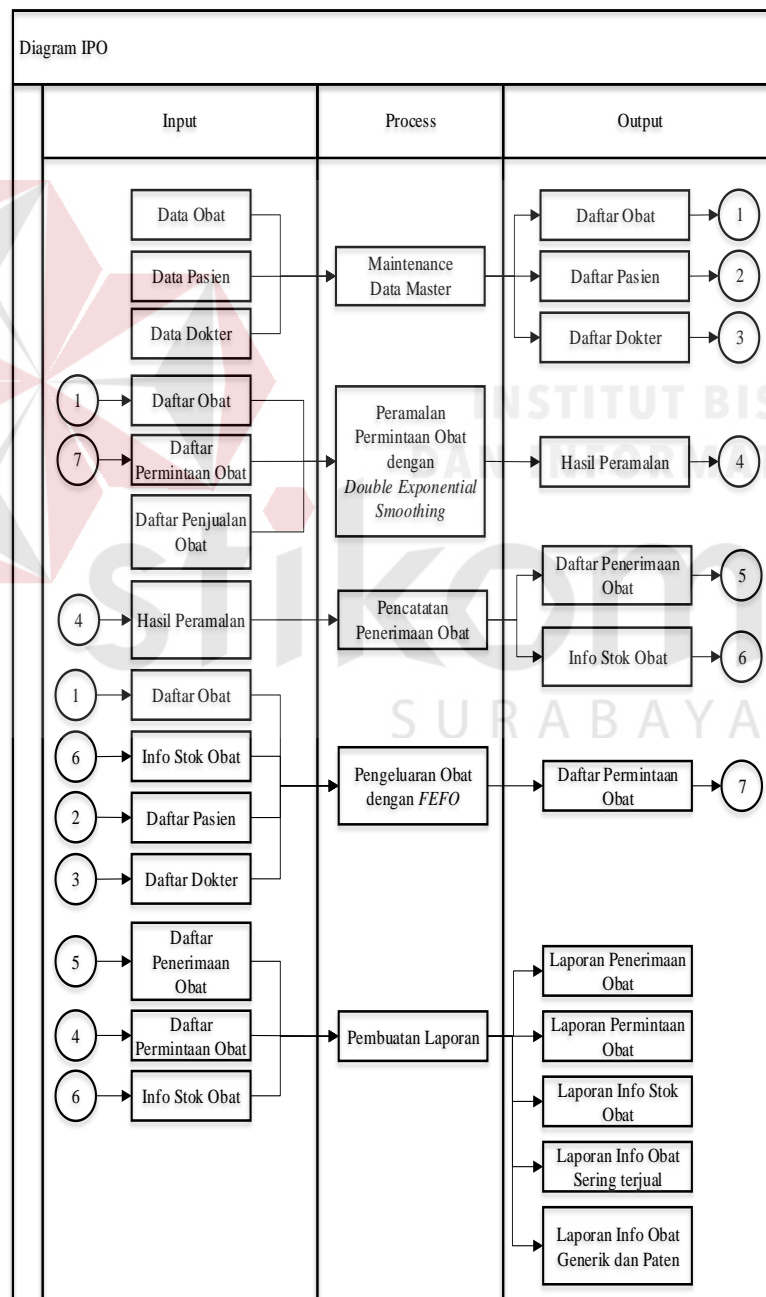 Diagram IPO
Input
Process
Output
Data Obat
Data Pasien
Data Dokter
Maintenance
Data Master
Daftar Obat
1
Daftar Pasien
2
Daftar Dokter
3
1
Daftar Obat
7
Daftar
Permintaan Obat
Daftar Penjualan
Obat
Peramalan
Permintaan Obat
dengan
Double Exponential
Smoothing
Hasil Peramalan
4
4
Hasil Peramalan
Pencatatan
Penerimaan Obat
Daftar Penerimaan
Obat
5
Info Stok Obat
6
1
Daftar Obat
6
Info Stok Obat
2
Daftar Pasien
3
Daftar Dokter
Pengeluaran Obat
dengan FEFO
Daftar Permintaan
Obat
7
5
Daftar
Penerimaan
Obat
4
Daftar
Permintaan Obat
6
Info Stok Obat
Pembuatan Laporan
Laporan Penerimaan
Obat
Laporan Permintaan
Obat
Laporan Info Stok
Obat
Laporan Info Obat
Sering terjual
Laporan Info Obat
Generik dan Paten
INSTITUT BIS
DAN INFORMAT
stikom
SURABAYA